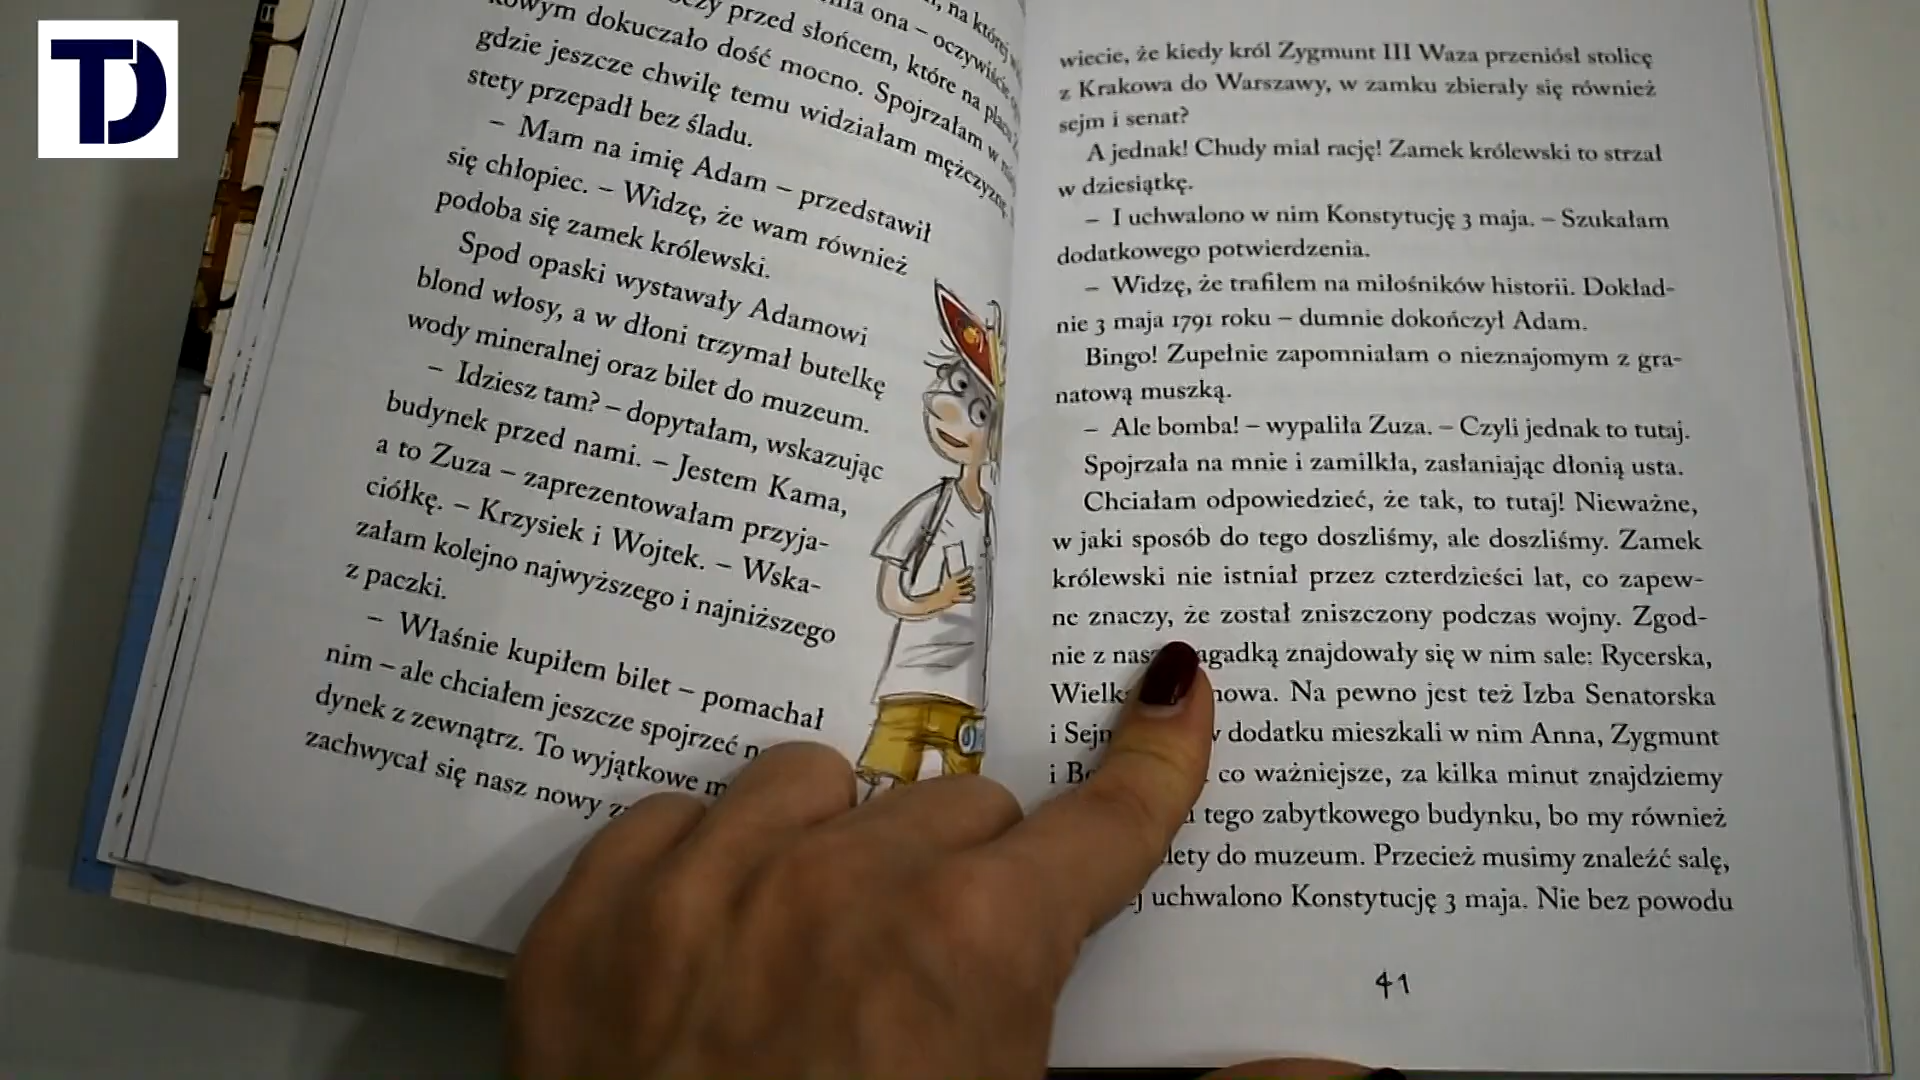 TD
ona – oczywiście
na której
przed słońcem, które na placu
kowym dokuczało dość mocno. Spojrzałam w
gdzie jeszcze chwilę temu widziałam mężczyznę.
stety przepadł bez śladu.
– Mam na imię Adam – przedstawił
się chłopiec. – Widzę, że wam również
podoba się zamek królewski.
Spod opaski wystawały Adamowi
blond włosy, a w dłoni trzymał butelkę
wody mineralnej oraz bilet do muzeum.
– Idziesz tam? – dopytałam, wskazując
budynek przed nami. – Jestem Kama,
a to Zuza – zaprezentowałam przyja-
ciółkę. – Krzysiek i Wojtek. – Wska-
załam kolejno najwyższego i najniższego
z paczki.
– Właśnie kupiłem bilet – pomachał
nim – ale chciałem jeszcze spojrzeć
dynek z zewnątrz. To wyjątkowe
zachwycał się nasz nowy
wiecie, że kiedy król Zygmunt III Waza przeniósł stolicę
z Krakowa do Warszawy, w zamku zbierały się również
sejm i senat?
A jednak! Chudy miał rację! Zamek królewski to strzał
w dziesiątkę.
– I uchwalono w nim Konstytucję 3 maja. – Szukałam
dodatkowego potwierdzenia.
– Widzę, że trafiłem na miłośników historii. Dokład-
nie 3 maja 1791 roku – dumnie dokończył Adam.
Bingo! Zupełnie zapomniałam o nieznajomym z gra-
natową muszką.
– Ale bomba! – wypaliła Zuza. – Czyli jednak to tutaj.
Spojrzała na mnie i zamilkła, zasłaniając dłonią usta.
Chciałam odpowiedzieć, że tak, to tutaj! Nieważne,
w jaki sposób do tego doszliśmy, ale doszliśmy. Zamek
królewski nie istniał przez czterdzieści lat, co zapew-
ne znaczy, że został zniszczony podczas wojny. Zgod-
nie z znajdowały się w nim sale: Rycerska,
Na pewno jest też Izba Senatorska
i dodatku mieszkali w nim Anna, Zygmunt
i co ważniejsze, za kilka minut znajdziemy
tego zabytkowego budynku, bo my również
do muzeum. Przecież musimy znaleźć salę,
uchwalono Konstytucję 3 maja. Nie bez powodu
41